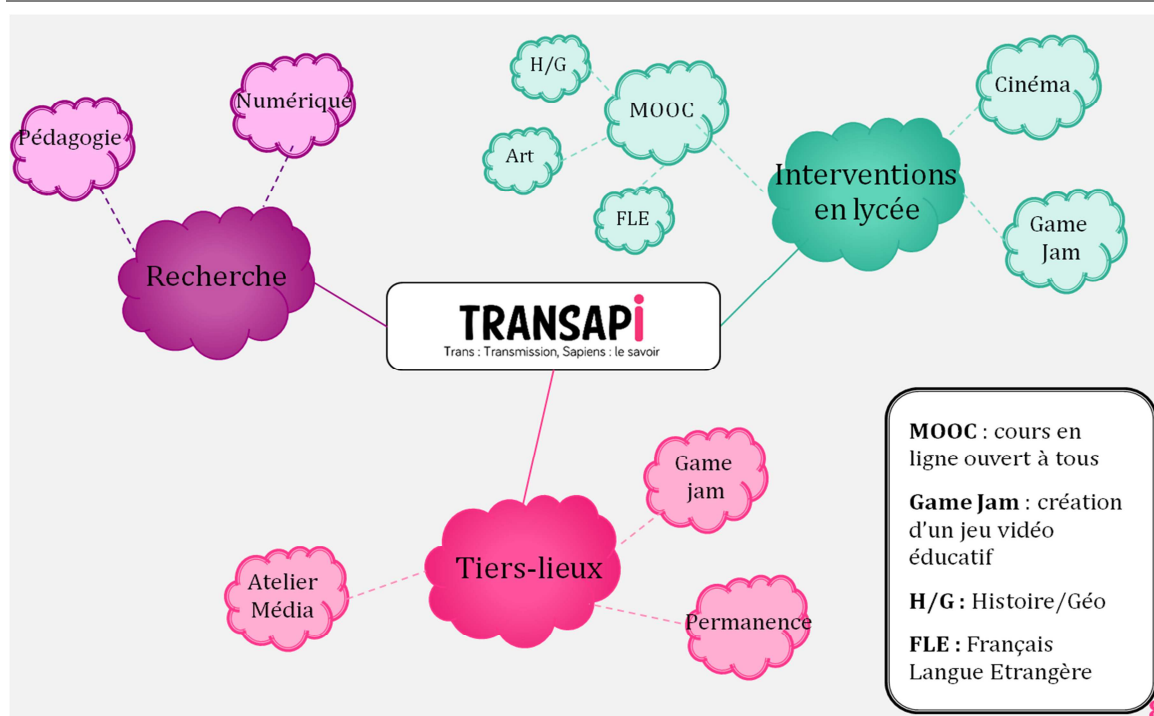 Pédagogie
Numérique
Recherche
H/G
MOOC
Art
FLE
Interventions
en lycée
Cinéma
Game
Jam
TRANSAPi
Trans : Transmission, Sapiens : le savoir
Tiers-lieux
Game
jam
Atelier
Média
Permanence
MOOC : cours en
ligne ouvert à tous
Game Jam : création
d'un jeu vidéo
éducatif
H/G : Histoire/Géo
FLE : Français
Langue Etrangère